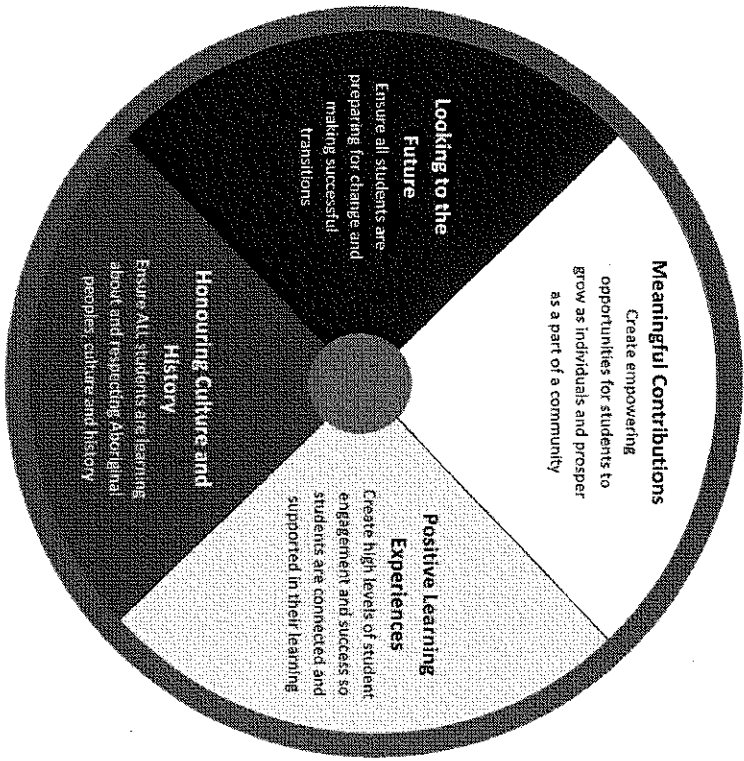 Meaningful Contributions
Create empowering
opportunities for students to
grow as individuals and prosper
as a part of a community
Looking to the
Future
Ensure all students are
preparing for change and
making successful
transitions
Positive Learning
Experiences
Create high levels of student
engagement and success so
students are connected and
supported in their learning
Honouring Culture and
History
Ensure ALL students are learning
about and respecting Aboriginal
peoples, culture and history